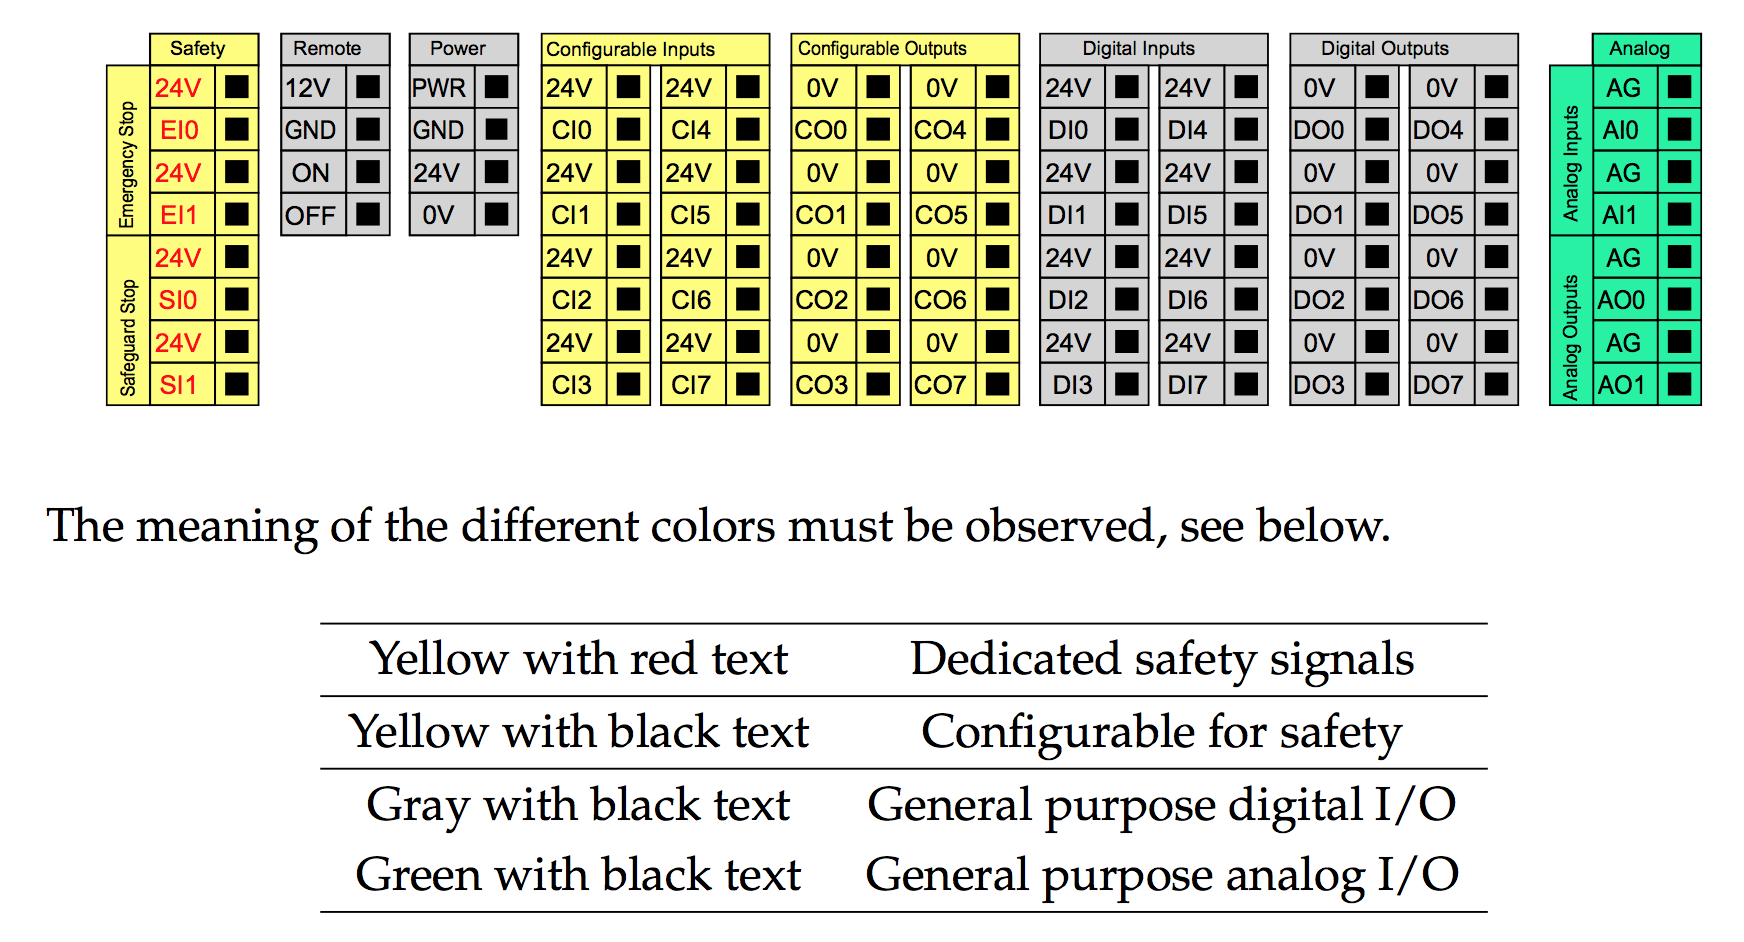 Safety Remote Power Configurable Inputs Configurable Outputs Digital Inputs Digital Outputs Analog
Emergency Stop
Safeguard Stop
Analog Inputs
Analog Outputs
24V 12V PWR 24V 24V 0V 0V 24V 24V 0V 0V AG
EI0 GND GND CI0 CI4 CO0 CO4 DI0 DI4 DO0 DO4 AI0
24V ON 24V 24V 24V 0V 0V 24V 24V 0V 0V AG
EI1 OFF 0V CI1 CI5 CO1 CO5 DI1 DI5 DO1 DO5 AI1
24V 24V 24V 0V 0V 24V 24V 0V 0V AG
SI0 CI2 CI6 CO2 CO6 DI2 DI6 DO2 DO6 AO0
24V 24V 24V 0V 0V 24V 24V 0V 0V AG
SI1 CI3 CI7 CO3 CO7 DI3 DI7 DO3 DO7 AO1
The meaning of the different colors must be observed, see below.
Yellow with red text Dedicated safety signals
Yellow with black text Configurable for safety
Gray with black text General purpose digital I/O
Green with black text General purpose analog I/O